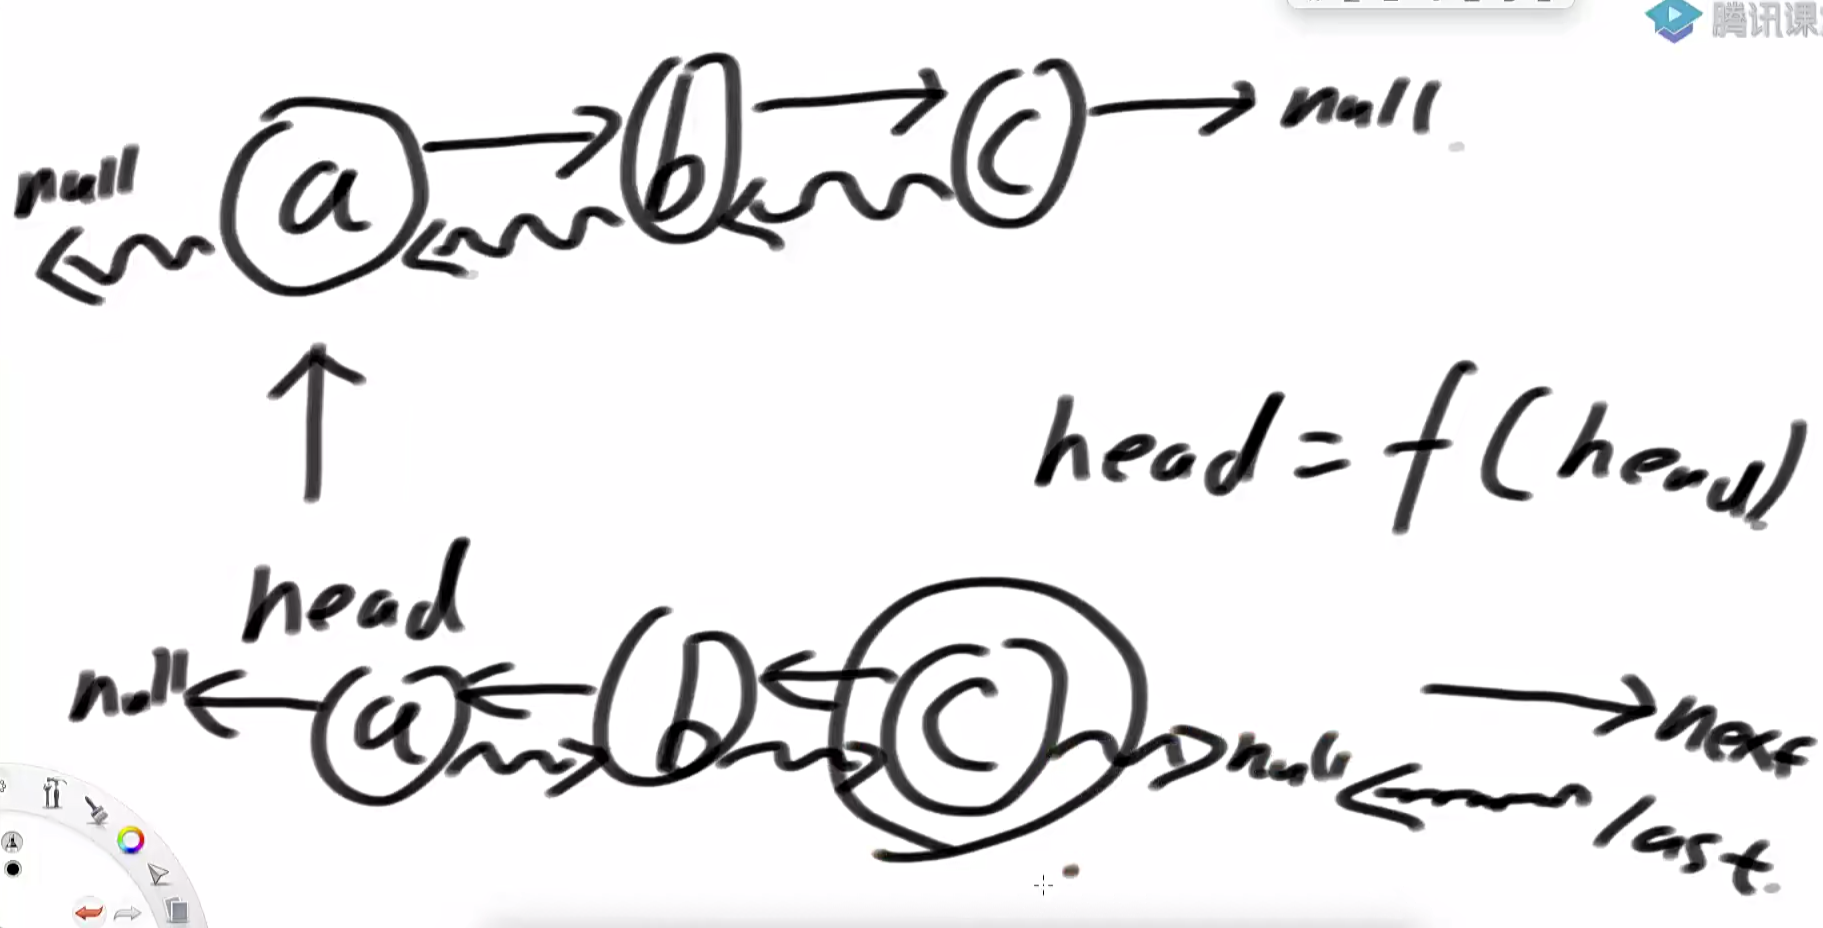 腾讯课
null a b c null
head = f(head)
head
null a b c null next
last.